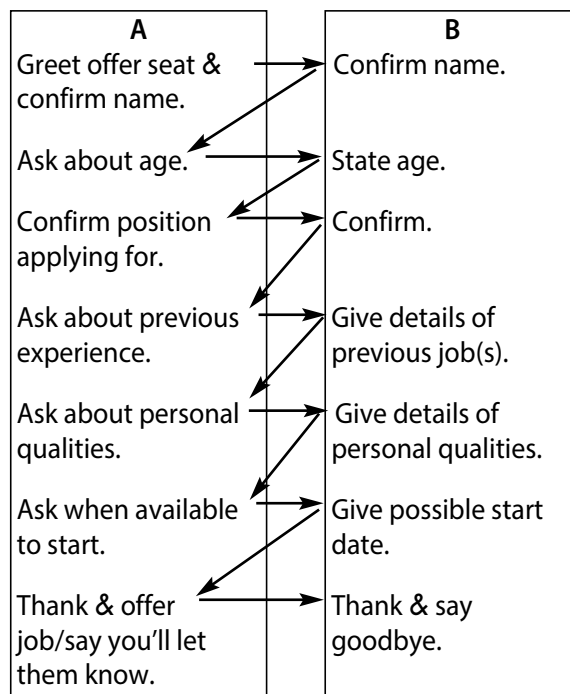 A
Greet offer seat &
confirm name.
Ask about age.
Confirm position
applying for.
Ask about previous
experience.
Ask about personal
qualities.
Ask when available
to start.
Thank & offer
job/say you'll let
them know.
B
Confirm name.
State age.
Confirm.
Give details of
previous job(s).
Give details of
personal qualities.
Give possible start
date.
Thank & say
goodbye.